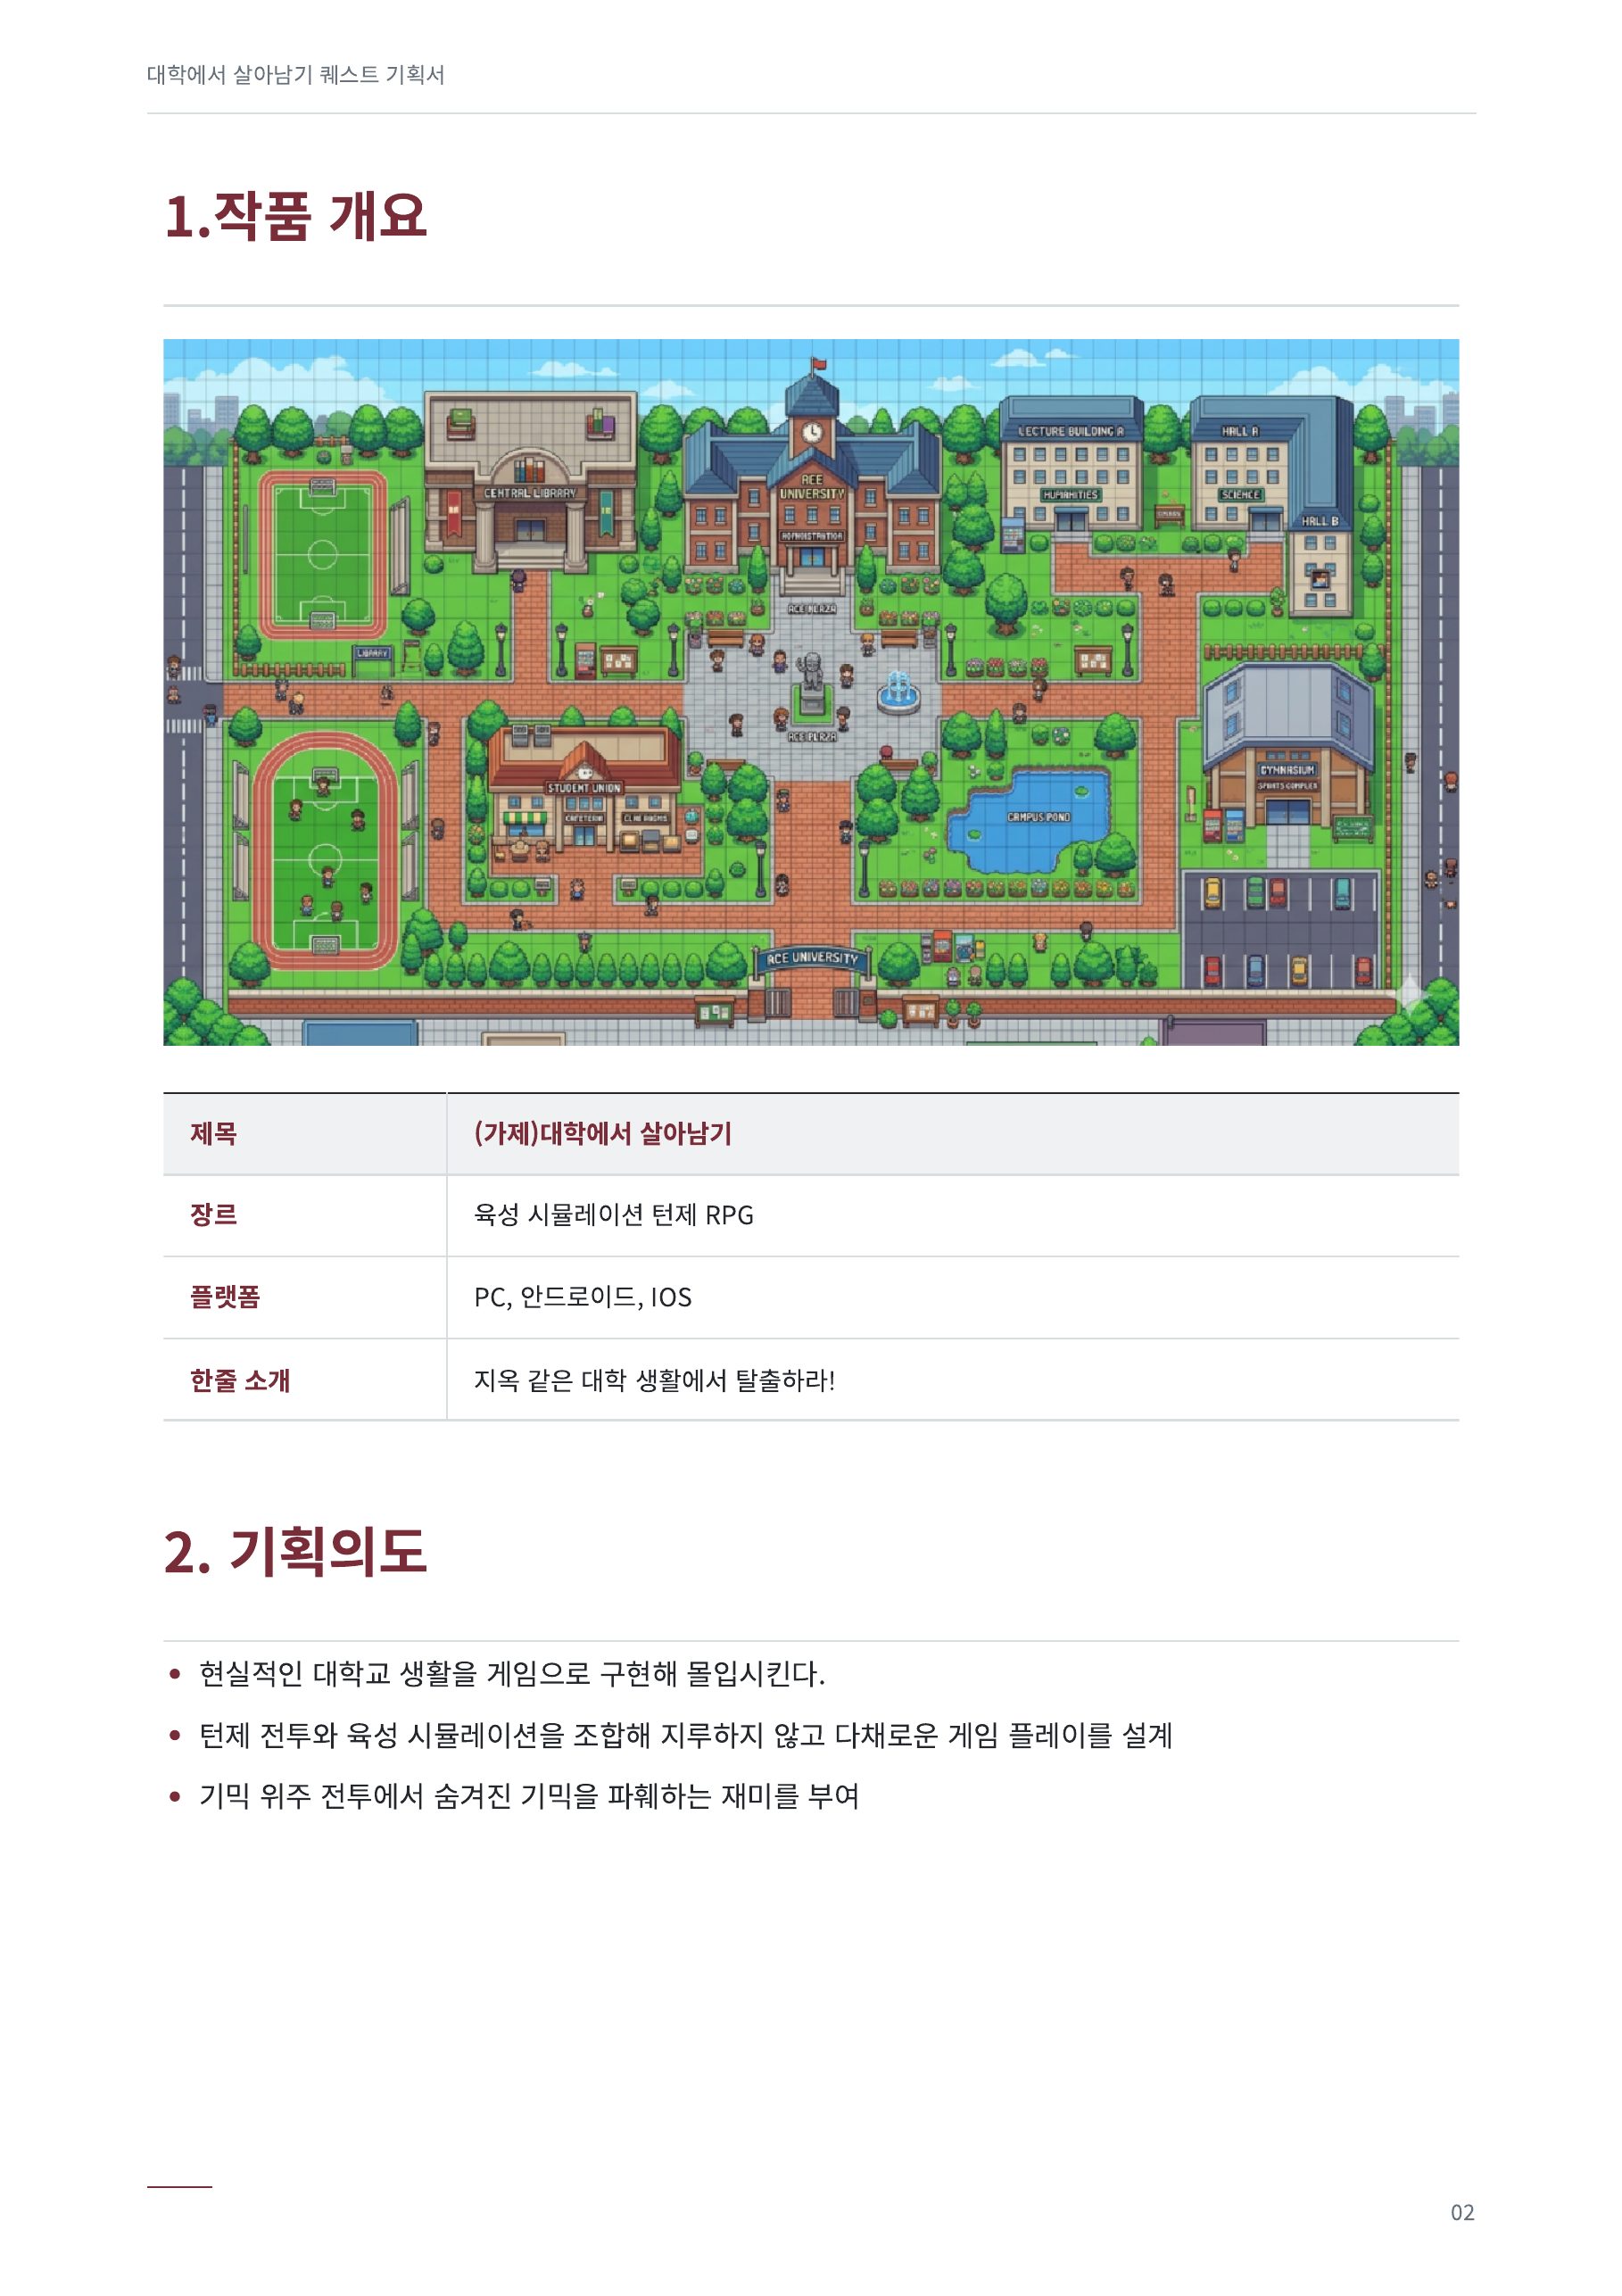 대학에서 살아남기 퀘스트 기획서
1.작품 개요
CENTRAL LIBRARY
ACE
UNIVERSITY
LECTURE BUILDING A
HALL A
HUMANITIES
SCIENCE
HALL B
LIBRARY
STUDENT UNION
CAFETERIA
GYMNASIUM
SPORTS COMPLEX
CAMPUS POND
ACE UNIVERSITY
제목 (가제)대학에서 살아남기
장르 육성 시뮬레이션 턴제 RPG
플랫폼 PC, 안드로이드, IOS
한줄 소개 지옥 같은 대학 생활에서 탈출하라!
2. 기획의도
• 현실적인 대학교 생활을 게임으로 구현해 몰입시킨다.
• 턴제 전투와 육성 시뮬레이션을 조합해 지루하지 않고 다채로운 게임 플레이를 설계
• 기믹 위주 전투에서 숨겨진 기믹을 파훼하는 재미를 부여
02